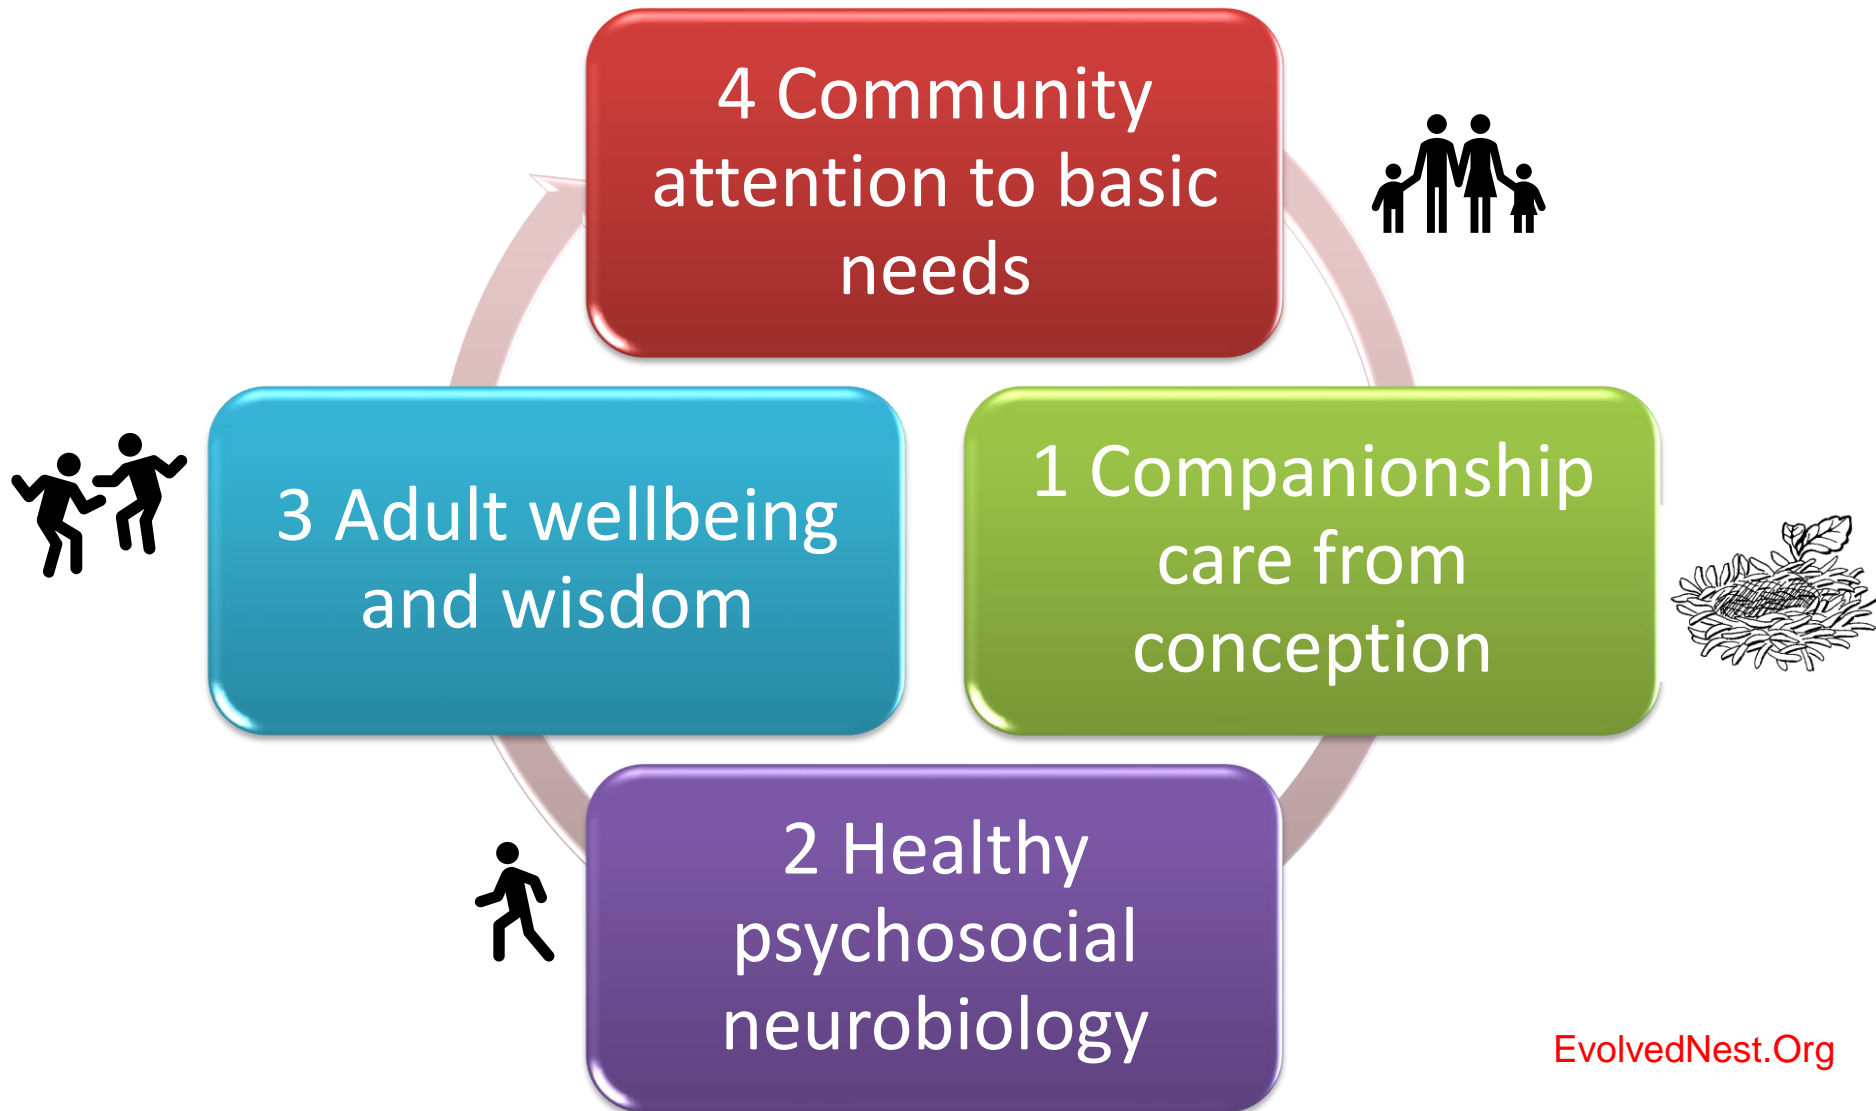 4 Community
attention to basic
needs
3 Adult wellbeing
and wisdom
1 Companionship
care from
conception
2 Healthy
psychosocial
neurobiology
EvolvedNest.Org